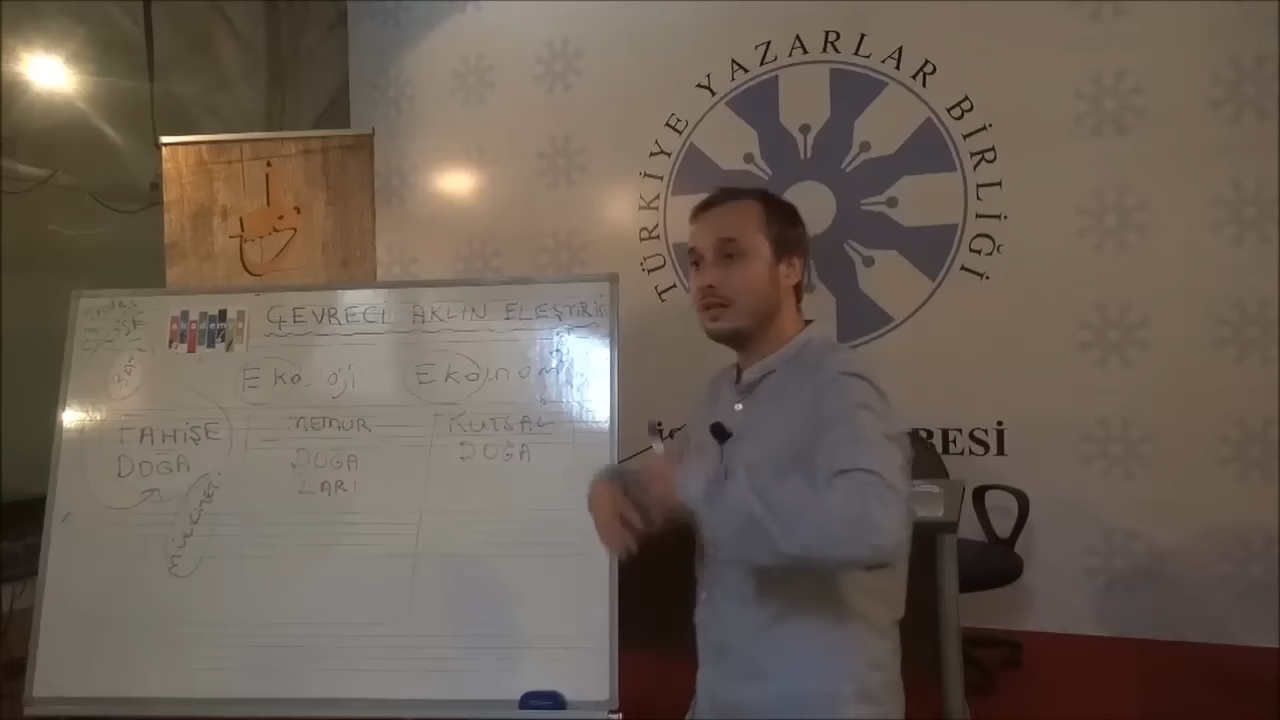 TÜRKİYE YAZARLAR BİRLİĞİ
BESİ
akademya
ÇEVRECİ AKLIN ELEŞTİRİSİ
Ekoloji Ekonomi
FAHİŞE
DOĞA
MEMUR
DOĞA
LARI
KUTSAL
DOĞA